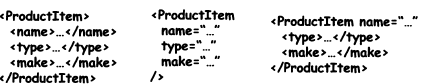 <ProductItem>
<name>…</name>
<type>…</type>
<make>…</make>
</ProductItem>
<ProductItem
name="…"
type="…"
make="…"
/>
<ProductItem name="…"
<type>…</type>
<make>…</make>
</ProductItem>